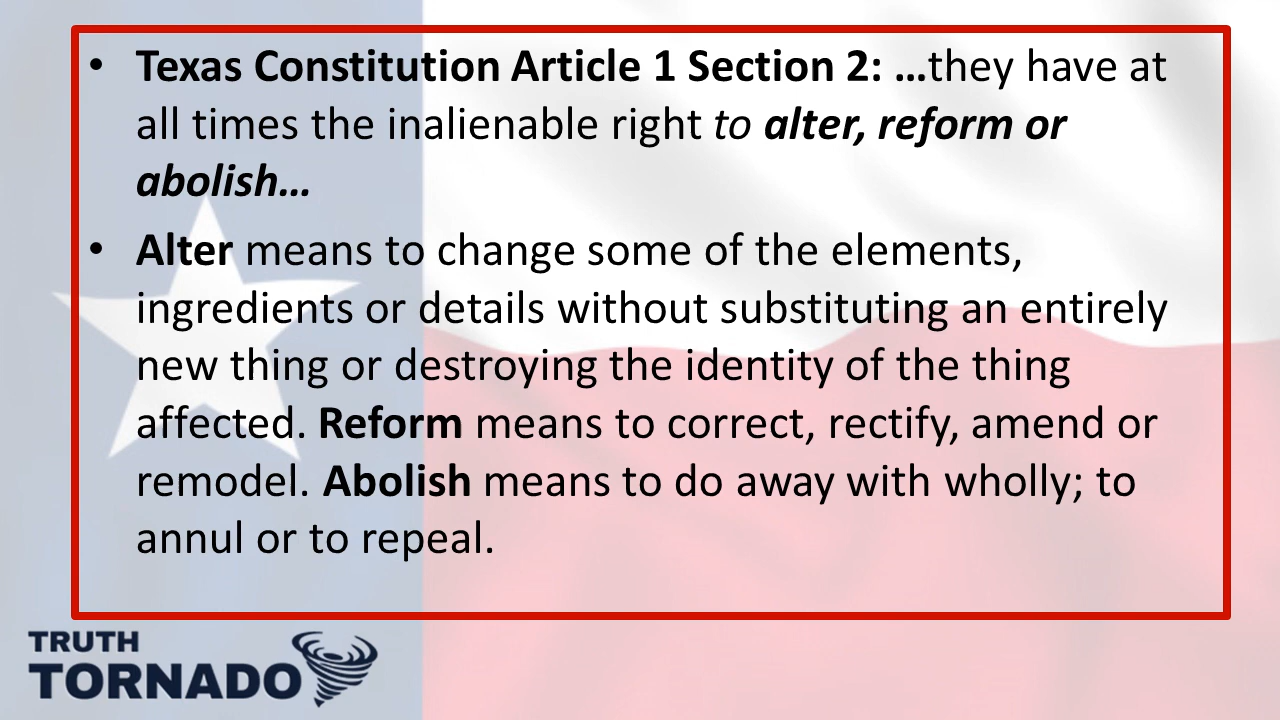 • Texas Constitution Article 1 Section 2: …they have at
all times the inalienable right to alter, reform or
abolish…
• Alter means to change some of the elements,
ingredients or details without substituting an entirely
new thing or destroying the identity of the thing
affected. Reform means to correct, rectify, amend or
remodel. Abolish means to do away with wholly; to
annul or to repeal.
TRUTH
TORNADO